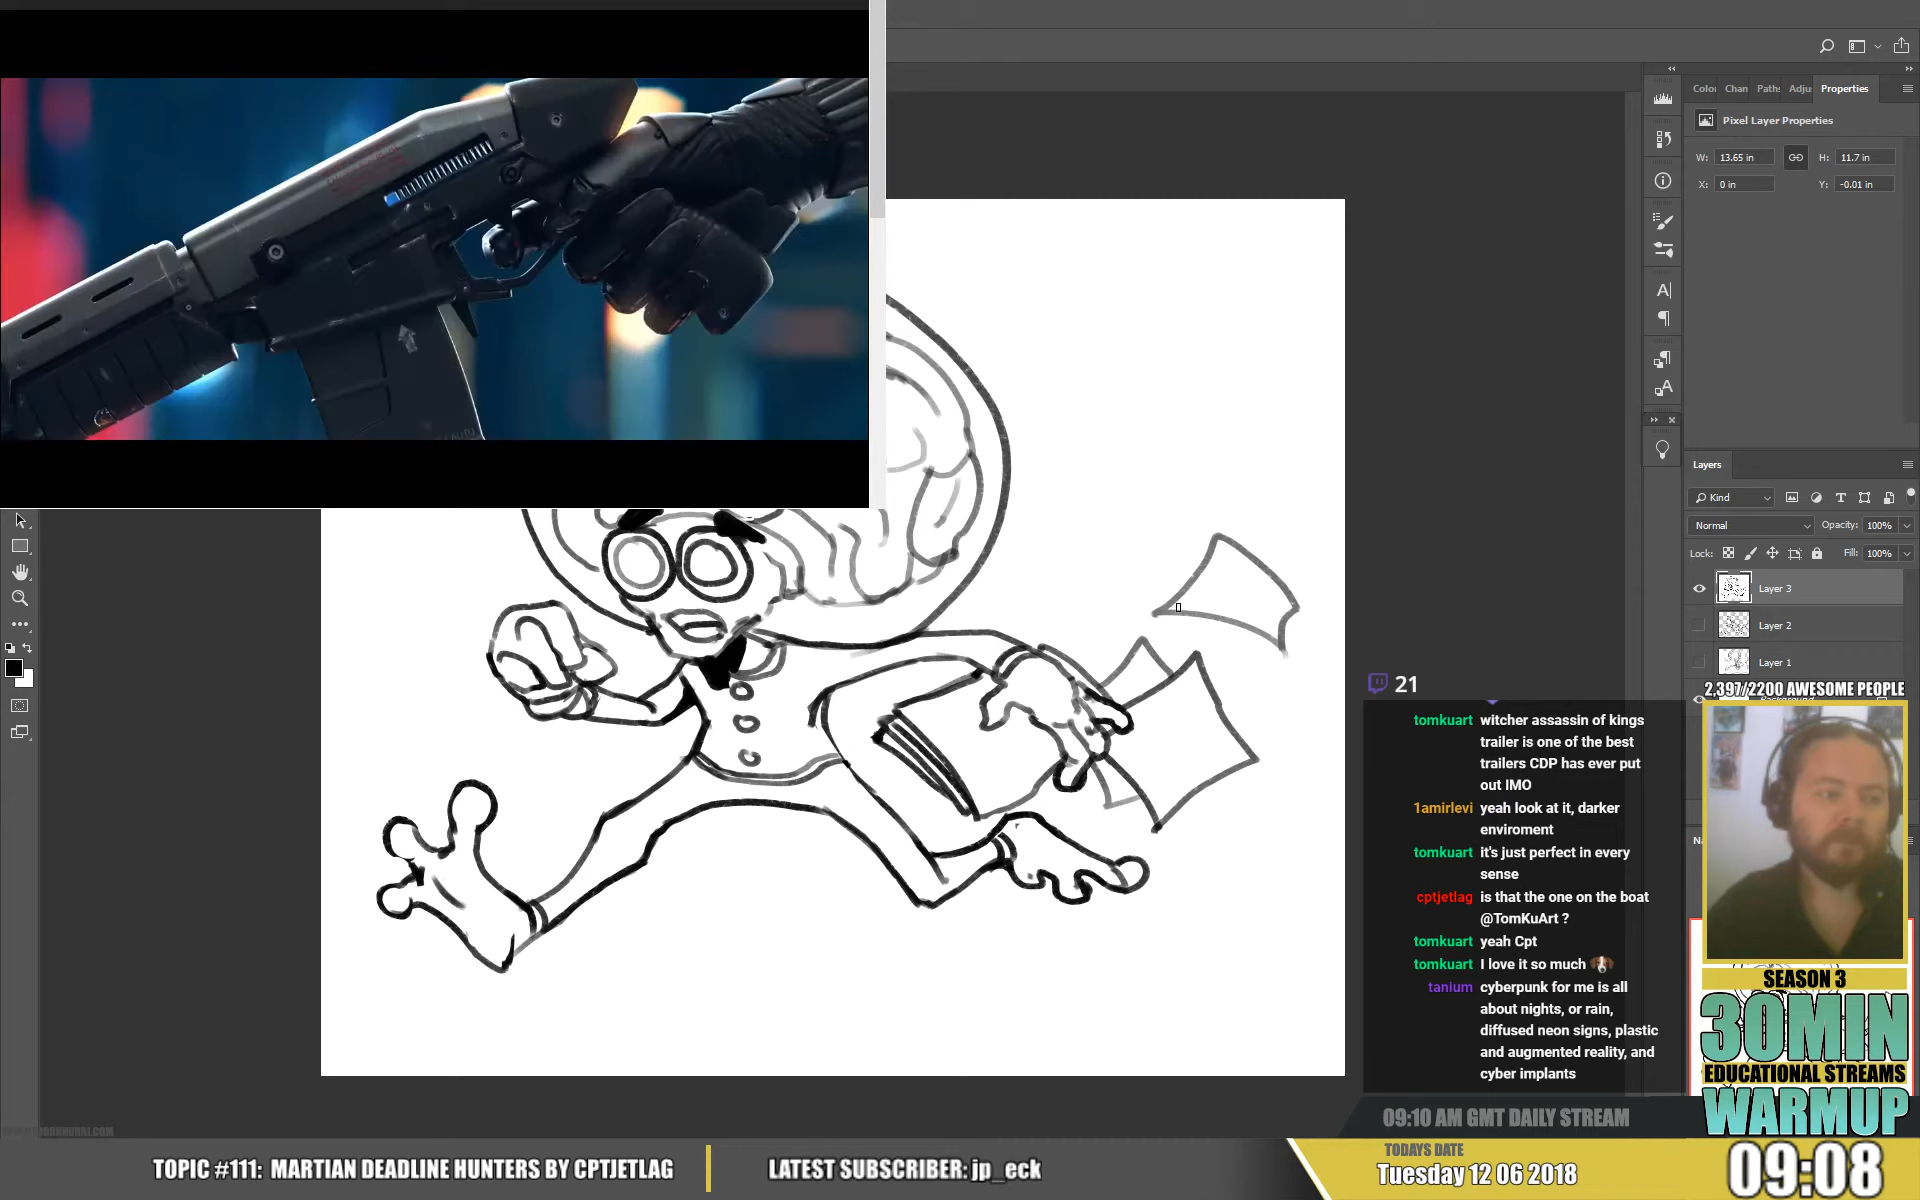 Color
Chan
Paths
Adju
Properties
Pixel Layer Properties
W: 13.65 in
H: 11.7 in
X: 0 in
Y: -0.01 in
Layers
Kind
Normal
Opacity: 100%
Lock:
Fill: 100%
Layer 3
Layer 2
Layer 1
2,397/2200 AWESOME PEOPLE
21
tomkuart witcher assassin of kings
trailer is one of the best
trailers CDP has ever put
out IMO
1amirlevi yeah look at it, darker
enviroment
tomkuart it's just perfect in every
sense
cptjetlag is that the one on the boat
@TomKuArt ?
tomkuart yeah Cpt
tomkuart I love it so much
tanium cyberpunk for me is all
about nights, or rain,
diffused neon signs, plastic
and augmented reality, and
cyber implants
SEASON 3
30MIN
EDUCATIONAL STREAMS
WARMUP
09:10 AM GMT DAILY STREAM
TOPIC #111: MARTIAN DEADLINE HUNTERS BY CPTJETLAG
LATEST SUBSCRIBER: jp_eck
TODAYS DATE
Tuesday 12 06 2018
09:08